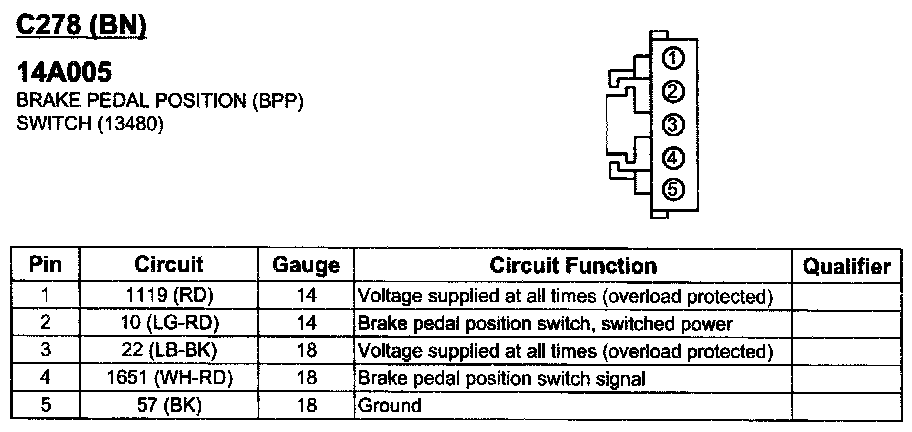 C278 (BN)
14A005
BRAKE PEDAL POSITION (BPP)
SWITCH (13480)
1
2
3
4
5
Pin Circuit Gauge Circuit Function Qualifier
1 1119 (RD) 14 Voltage supplied at all times (overload protected)
2 10 (LG-RD) 14 Brake pedal position switch, switched power
3 22 (LB-BK) 18 Voltage supplied at all times (overload protected)
4 1651 (WH-RD) 18 Brake pedal position switch signal
5 57 (BK) 18 Ground